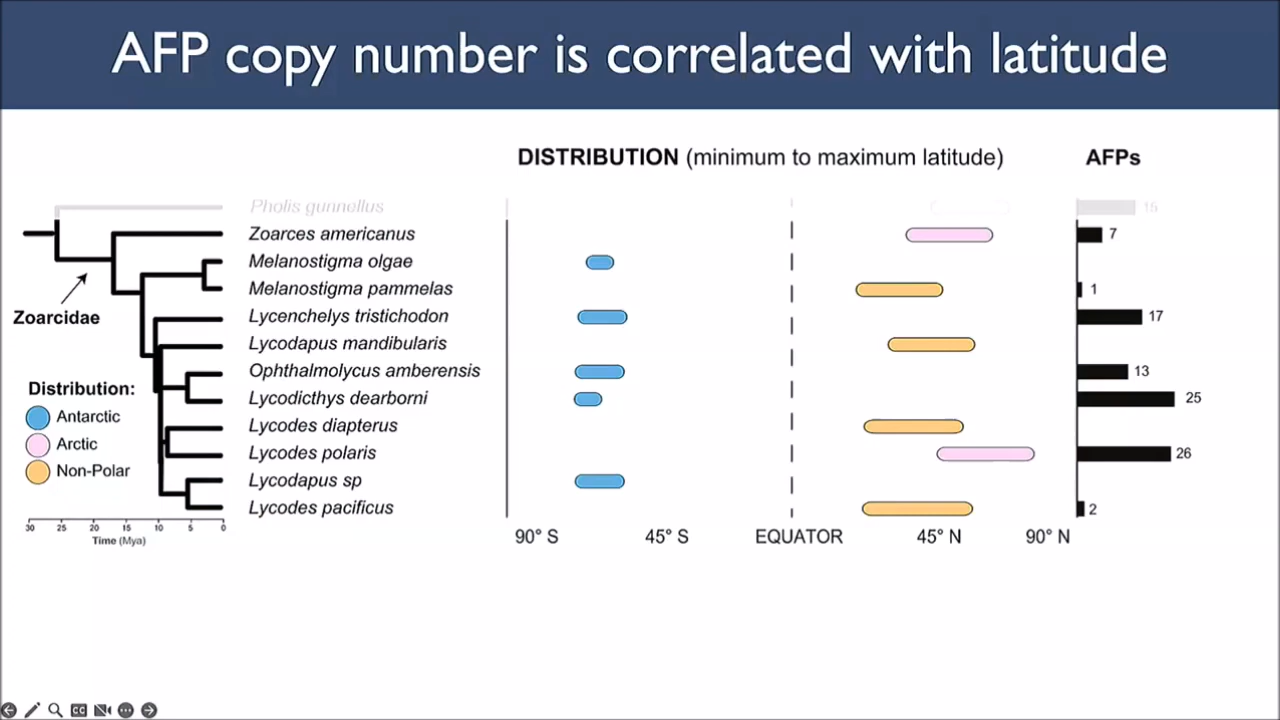 AFP copy number is correlated with latitude
DISTRIBUTION (minimum to maximum latitude) AFPs
Pholis gunnellus 15
Zoarces americanus 7
Melanostigma olgae
Melanostigma pammelas 1
Zoarcidae
Lycenchelys tristichodon 17
Lycodapus mandibularis
Ophthalmolycus amberensis 13
Distribution:
Lycodicthys dearborni 25
Antarctic
Lycodes diapterus
Arctic
Lycodes polaris 26
Non-Polar
Lycodapus sp
Lycodes pacificus 2
30 25 20 15 10 5 0
Time (Mya)
90° S 45° S EQUATOR 45° N 90° N
CC